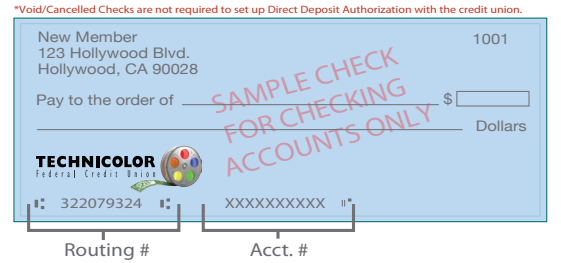 *Void/Cancelled Checks are not required to set up Direct Deposit Authorization with the credit union.
New Member
1001
123 Hollywood Blvd.
Hollywood, CA 90028
SAMPLE CHECK
FOR CHECKING
ACCOUNTS ONLY
Pay to the order of
$
Dollars
TECHNICOLOR
Federal Credit Union
⑆ 322079324 ⑆ XXXXXXXXXX ⑈
Routing # Acct. #